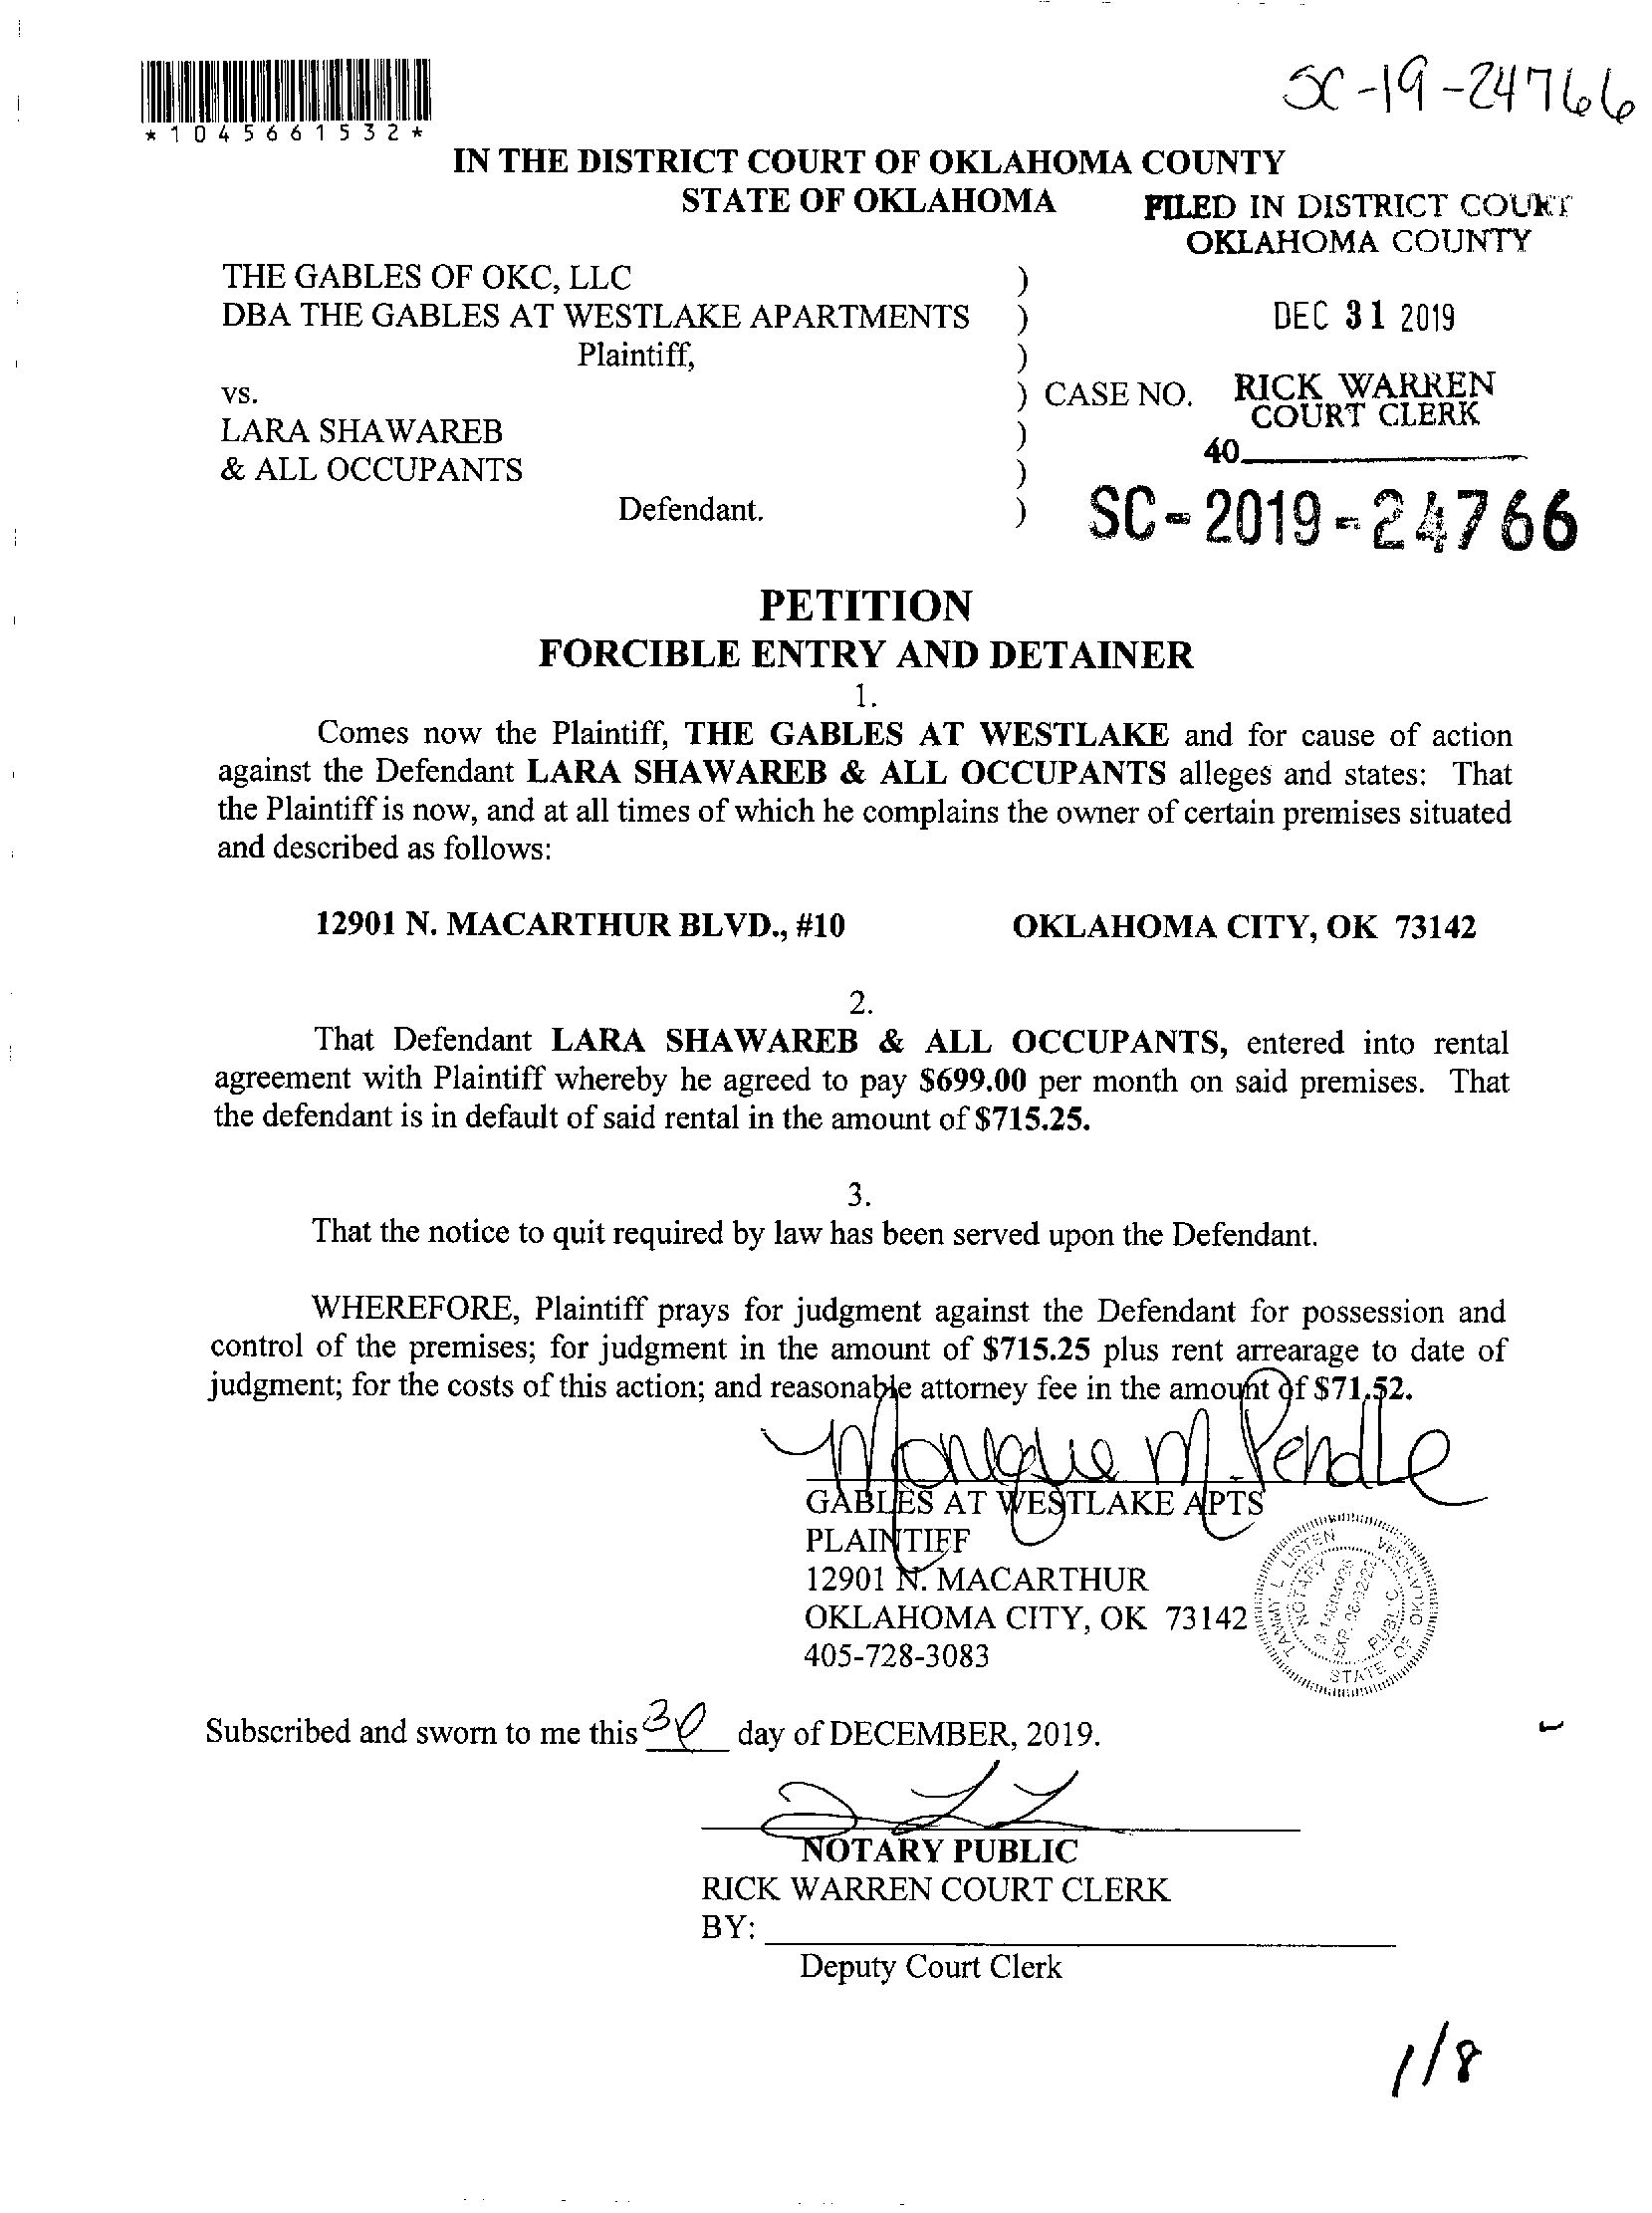 SC-19-24766
*1045661532*
IN THE DISTRICT COURT OF OKLAHOMA COUNTY
STATE OF OKLAHOMA
FILED IN DISTRICT COURT
OKLAHOMA COUNTY
THE GABLES OF OKC, LLC )
DBA THE GABLES AT WESTLAKE APARTMENTS ) DEC 31 2019
Plaintiff, )
vs. ) CASE NO. RICK WARREN
COURT CLERK
LARA SHAWAREB )
40
& ALL OCCUPANTS )
Defendant. ) SC-2019-24766
PETITION
FORCIBLE ENTRY AND DETAINER
1.
Comes now the Plaintiff, THE GABLES AT WESTLAKE and for cause of action
against the Defendant LARA SHAWAREB & ALL OCCUPANTS alleges and states: That
the Plaintiff is now, and at all times of which he complains the owner of certain premises situated
and described as follows:
12901 N. MACARTHUR BLVD., #10 OKLAHOMA CITY, OK 73142
2.
That Defendant LARA SHAWAREB & ALL OCCUPANTS, entered into rental
agreement with Plaintiff whereby he agreed to pay $699.00 per month on said premises. That
the defendant is in default of said rental in the amount of $715.25.
3.
That the notice to quit required by law has been served upon the Defendant.
WHEREFORE, Plaintiff prays for judgment against the Defendant for possession and
control of the premises; for judgment in the amount of $715.25 plus rent arrearage to date of
judgment; for the costs of this action; and reasonable attorney fee in the amount of $71.52.
M. Pendle
GABLES AT WESTLAKE APTS
PLAINTIFF
12901 N. MACARTHUR
OKLAHOMA CITY, OK 73142
405-728-3083
TAMMY L LISTEN
NOTARY PUBLIC
STATE OF OKLAHOMA
Subscribed and sworn to me this 30 day of DECEMBER, 2019.
NOTARY PUBLIC
RICK WARREN COURT CLERK
BY:
Deputy Court Clerk
1/8